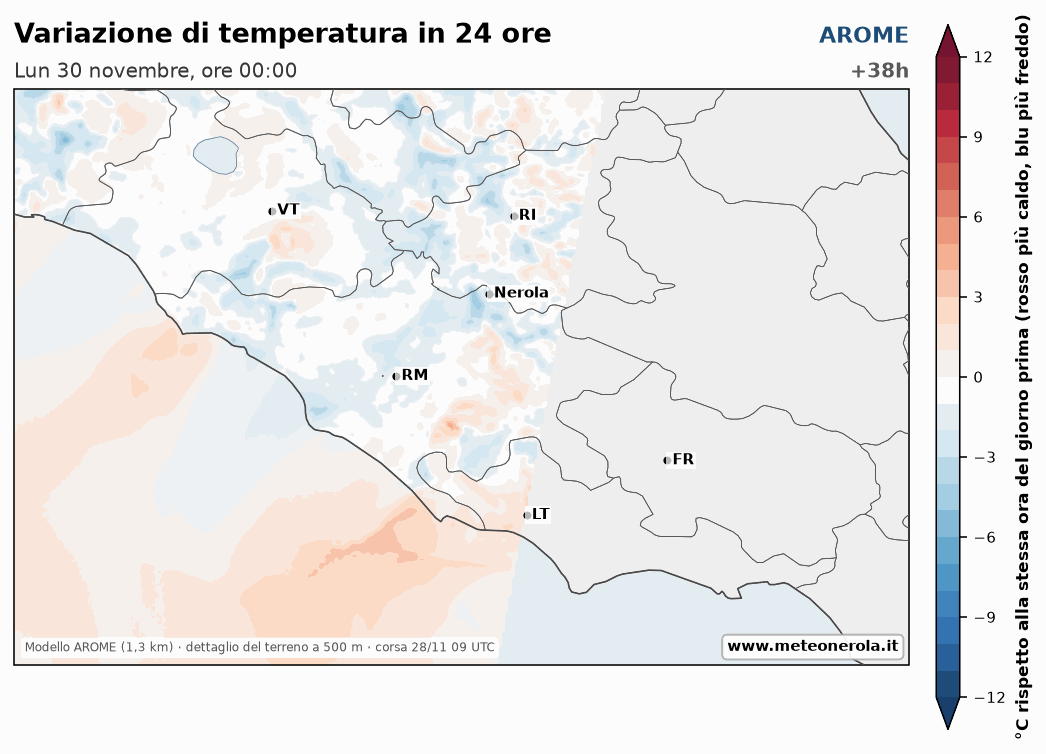 Variazione di temperatura in 24 ore
AROME
Lun 30 novembre, ore 00:00
+38h
VT
RI
Nerola
RM
FR
LT
Modello AROME (1,3 km) · dettaglio del terreno a 500 m · corsa 28/11 09 UTC
www.meteonerola.it
12
9
6
3
0
−3
−6
−9
−12
°C rispetto alla stessa ora del giorno prima (rosso più caldo, blu più freddo)